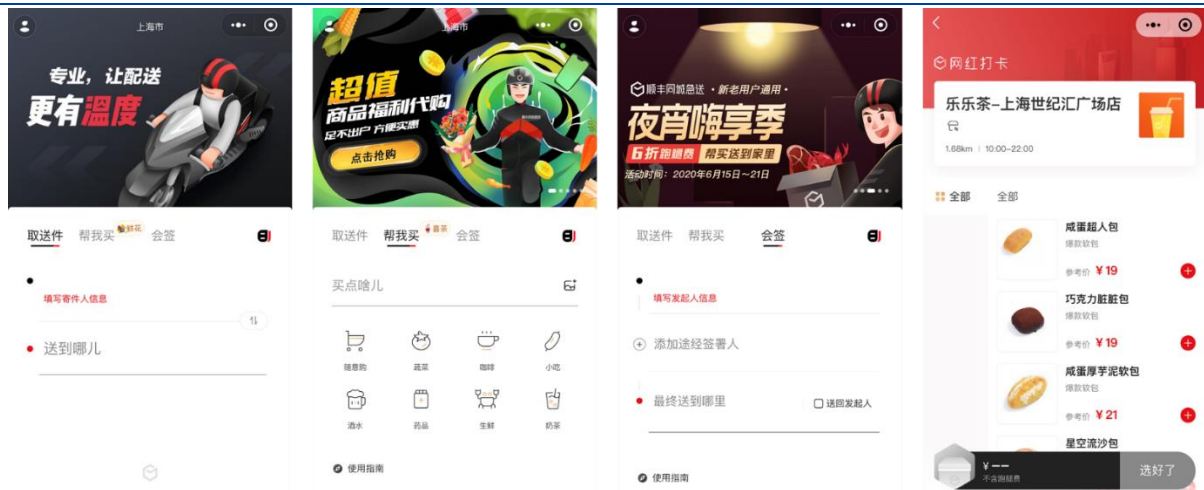 上海市
专业，让配送
更有溫度
取送件 帮我买 鲜花 会签
填写寄件人信息
送到哪儿
上海市
超值
商品福利代购
足不出户 方便实惠
点击抢购
取送件 帮我买 喜茶 会签
买点啥儿
随意购 蔬菜 咖啡 小吃
酒水 药品 生鲜 奶茶
使用指南
顺丰同城急送·新老用户通用·
夜宵嗨享季
5折跑腿费 帮买送到家里
活动时间：2020年6月15日～21日
取送件 帮我买 会签
填写发起人信息
添加途经签署人
最终送到哪里 送回发起人
使用指南
网红打卡
乐乐茶–上海世纪汇广场店
1.68km | 10:00–22:00
全部 全部
咸蛋超人包
爆款软包
参考价 ¥19
巧克力脏脏包
爆款软包
参考价 ¥19
咸蛋厚芋泥软包
爆款软包
参考价 ¥21
星空流沙包
¥ --
不含跑腿费
选好了